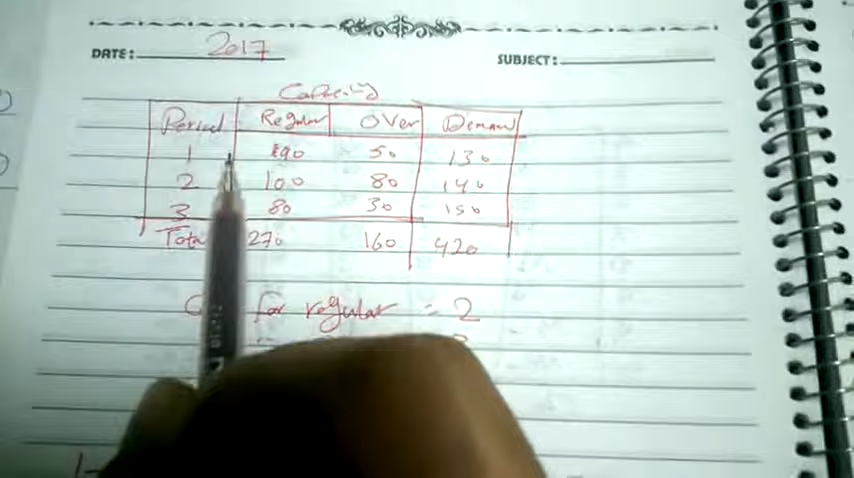 DATE: 2017 SUBJECT:
Capacity
Period Regular Over Demand
1 90 50 130
2 100 80 140
3 80 30 150
Total 270 160 420
for regular = 2